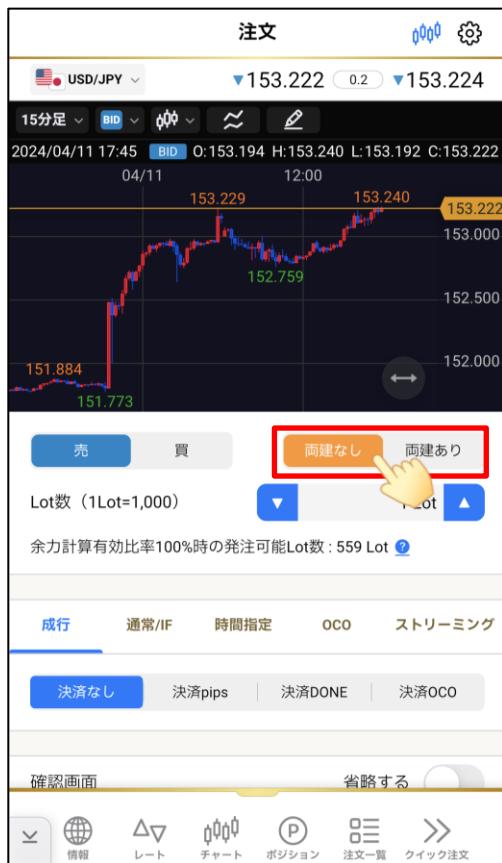 注文
USD/JPY ▼153.222 0.2 ▼153.224
15分足 BID
2024/04/11 17:45 BID O:153.194 H:153.240 L:153.192 C:153.222
04/11 12:00
153.229 153.240
153.222
153.000
152.759
152.500
152.000
151.884
151.773
売 買 両建なし 両建あり
Lot数（1Lot=1,000） ▼ Lot ▲
余力計算有効比率100%時の発注可能Lot数 : 559 Lot ?
成行 通常/IF 時間指定 OCO ストリーミング
決済なし 決済pips 決済DONE 決済OCO
確認画面 省略する
情報 レート チャート P ポジション 注文一覧 クイック注文